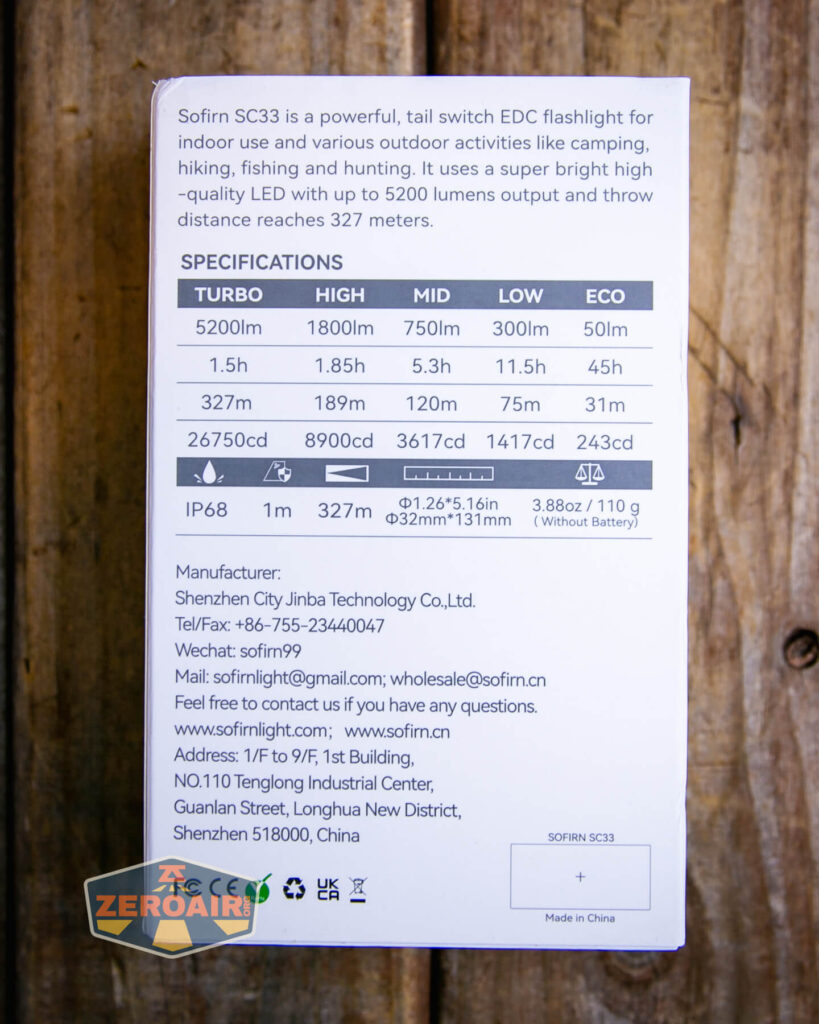 Sofirn SC33 is a powerful, tail switch EDC flashlight for
indoor use and various outdoor activities like camping,
hiking, fishing and hunting. It uses a super bright high
-quality LED with up to 5200 lumens output and throw
distance reaches 327 meters.
SPECIFICATIONS
TURBO HIGH MID LOW ECO
5200lm 1800lm 750lm 300lm 50lm
1.5h 1.85h 5.3h 11.5h 45h
327m 189m 120m 75m 31m
26750cd 8900cd 3617cd 1417cd 243cd
IP68 1m 327m Φ1.26*5.16in 3.88oz / 110 g
Φ32mm*131mm ( Without Battery)
Manufacturer:
Shenzhen City Jinba Technology Co.,Ltd.
Tel/Fax: +86-755-23440047
Wechat: sofirn99
Mail: sofirnlight@gmail.com; wholesale@sofirn.cn
Feel free to contact us if you have any questions.
www.sofirnlight.com; www.sofirn.cn
Address: 1/F to 9/F, 1st Building,
NO.110 Tenglong Industrial Center,
Guanlan Street, Longhua New District,
Shenzhen 518000, China
SOFIRN SC33
FC CE UK
CA
Made in China
ZEROAIR.ORG